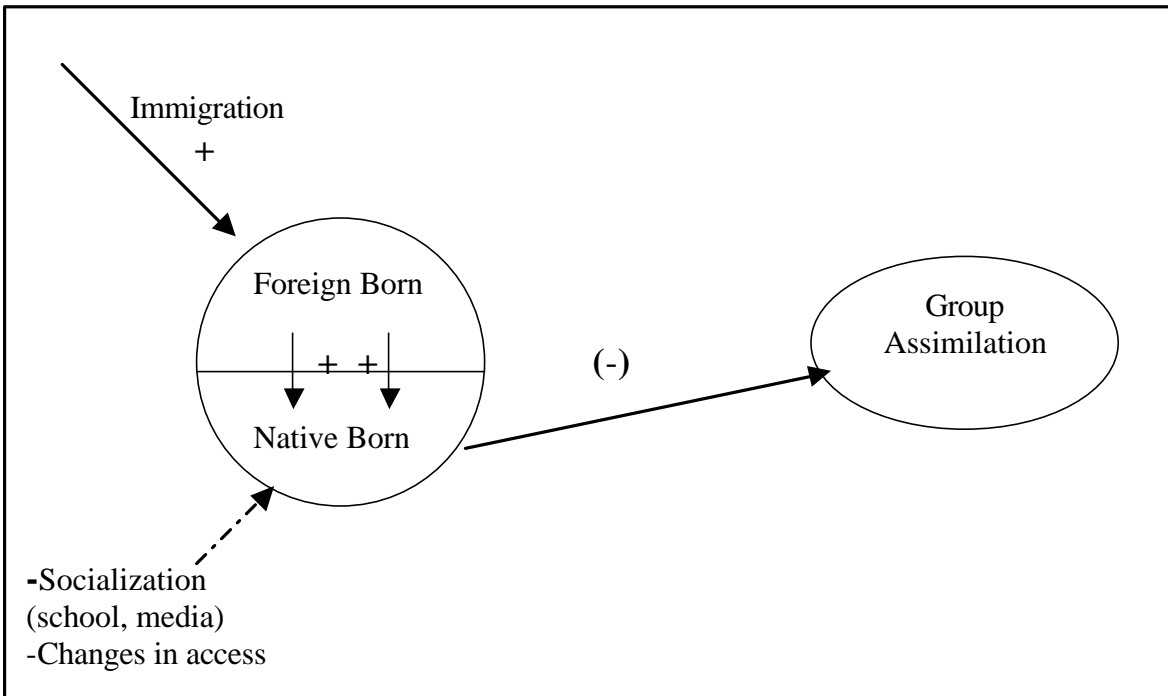 Immigration
+
Foreign Born
+ +
Native Born
(-)
Group
Assimilation
-Socialization
(school, media)
-Changes in access